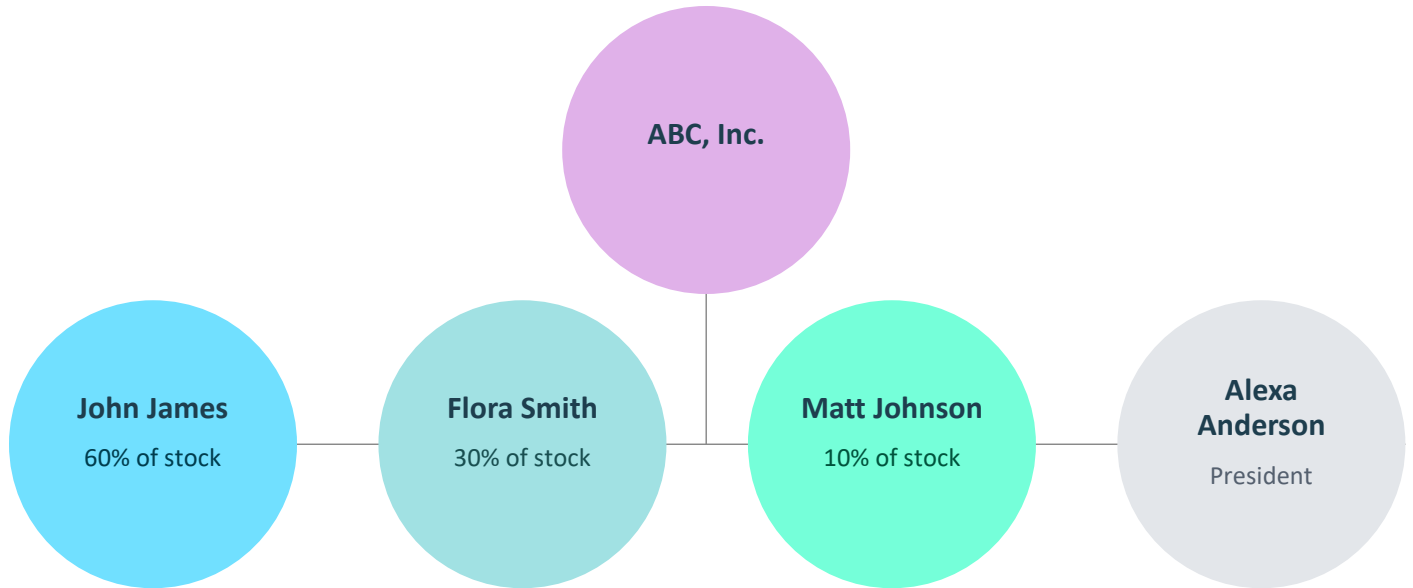 ABC, Inc.
John James
60% of stock
Flora Smith
30% of stock
Matt Johnson
10% of stock
Alexa
Anderson
President